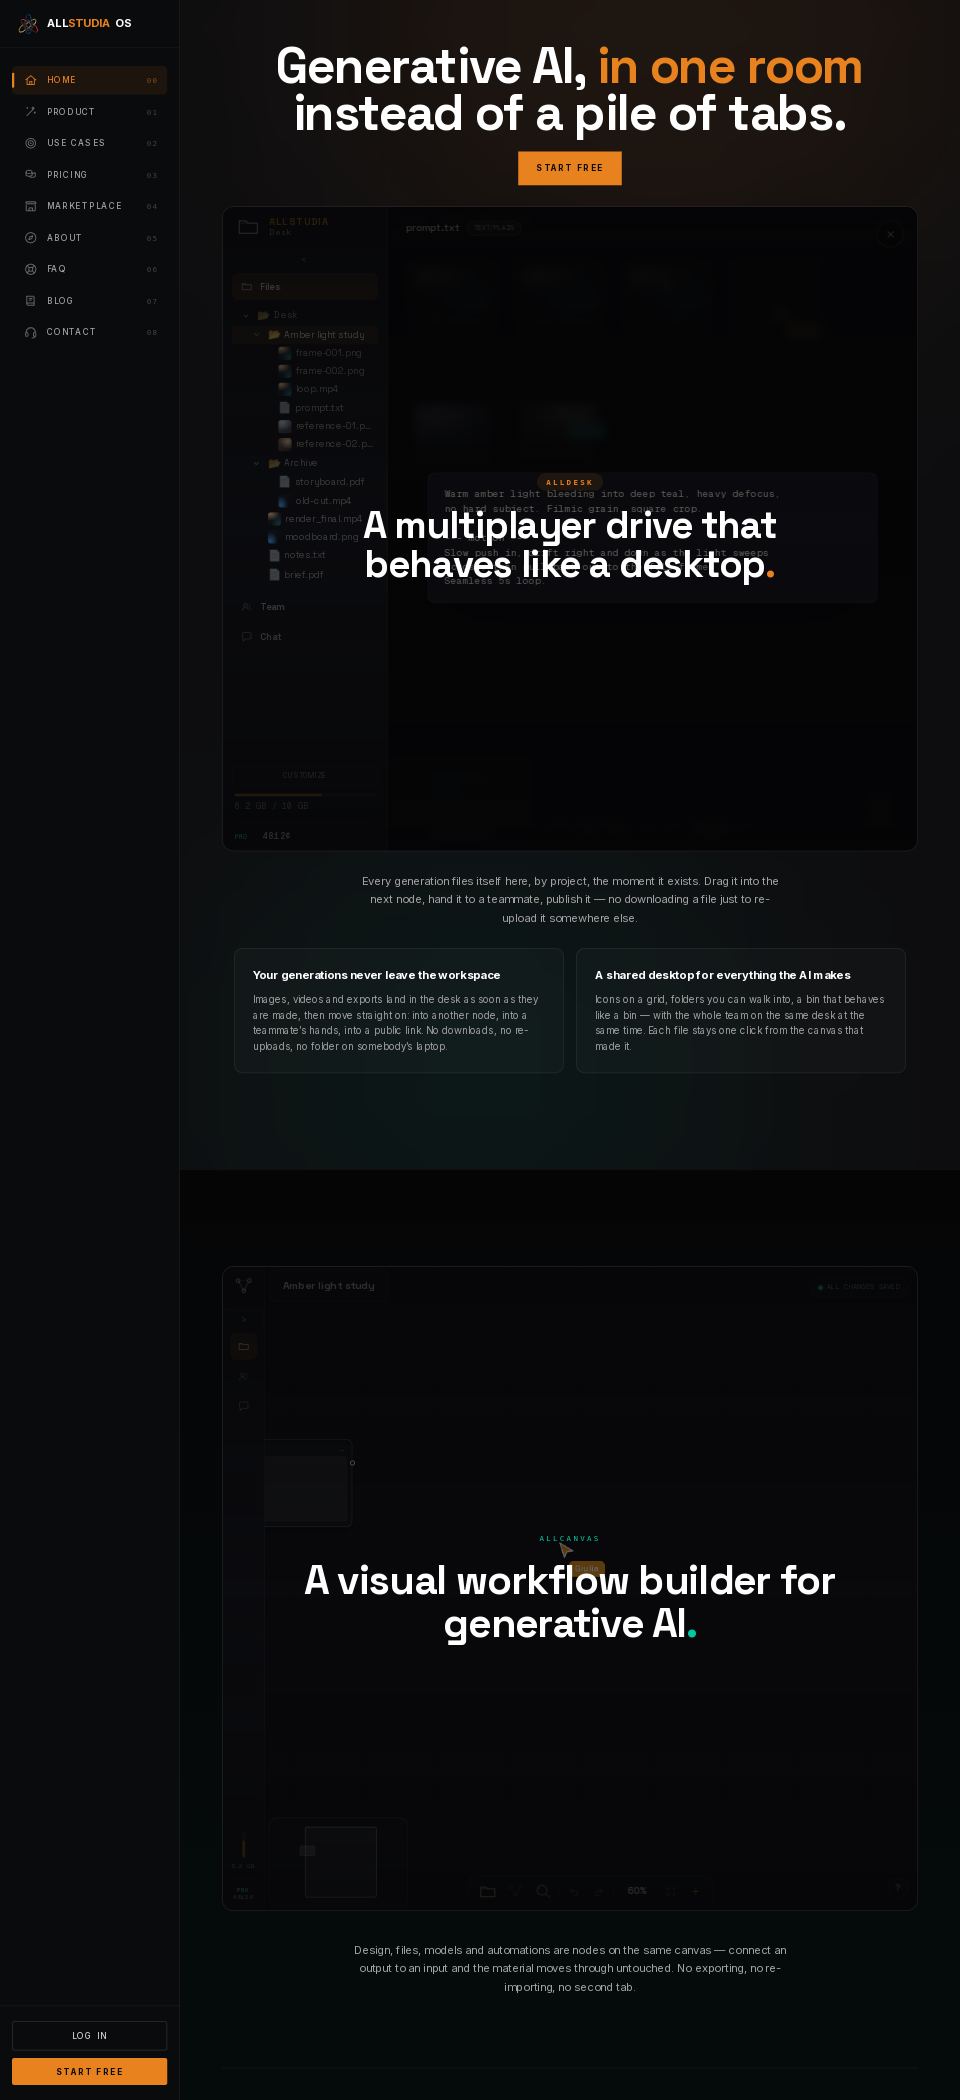 ALLSTUDIA OS
HOME 00
PRODUCT 01
USE CASES 02
PRICING 03
MARKETPLACE 04
ABOUT 05
FAQ 06
BLOG 07
CONTACT 08
LOG IN
START FREE
Generative AI, in one room
instead of a pile of tabs.
START FREE
ALLSTUDIA
Desk
prompt.txt TEXT/PLAIN
Files
Desk
Amber light study
frame-001.png
frame-002.png
loop.mp4
prompt.txt
reference-01.p...
reference-02.p...
Archive
storyboard.pdf
old-cut.mp4
render_final.mp4
moodboard.png
notes.txt
brief.pdf
Team
Chat
CUSTOMIZE
6.2 GB / 10 GB
PRO 4812¢
ALLDESK
Warm amber light bleeding into deep teal, heavy defocus,
no hard subject. Filmic grain, square crop.
A multiplayer drive that
behaves like a desktop.
Seamless 5s loop.
Every generation files itself here, by project, the moment it exists. Drag it into the
next node, hand it to a teammate, publish it — no downloading a file just to re-
upload it somewhere else.
Your generations never leave the workspace
Images, videos and exports land in the desk as soon as they
are made, then move straight on: into another node, into a
teammate's hands, into a public link. No downloads, no re-
uploads, no folder on somebody's laptop.
A shared desktop for everything the AI makes
Icons on a grid, folders you can walk into, a bin that behaves
like a bin — with the whole team on the same desk at the
same time. Each file stays one click from the canvas that
made it.
Amber light study
ALL CHANGES SAVED
ALLCANVAS
A visual workflow builder for
generative AI.
60%
?
Design, files, models and automations are nodes on the same canvas — connect an
output to an input and the material moves through untouched. No exporting, no re-
importing, no second tab.